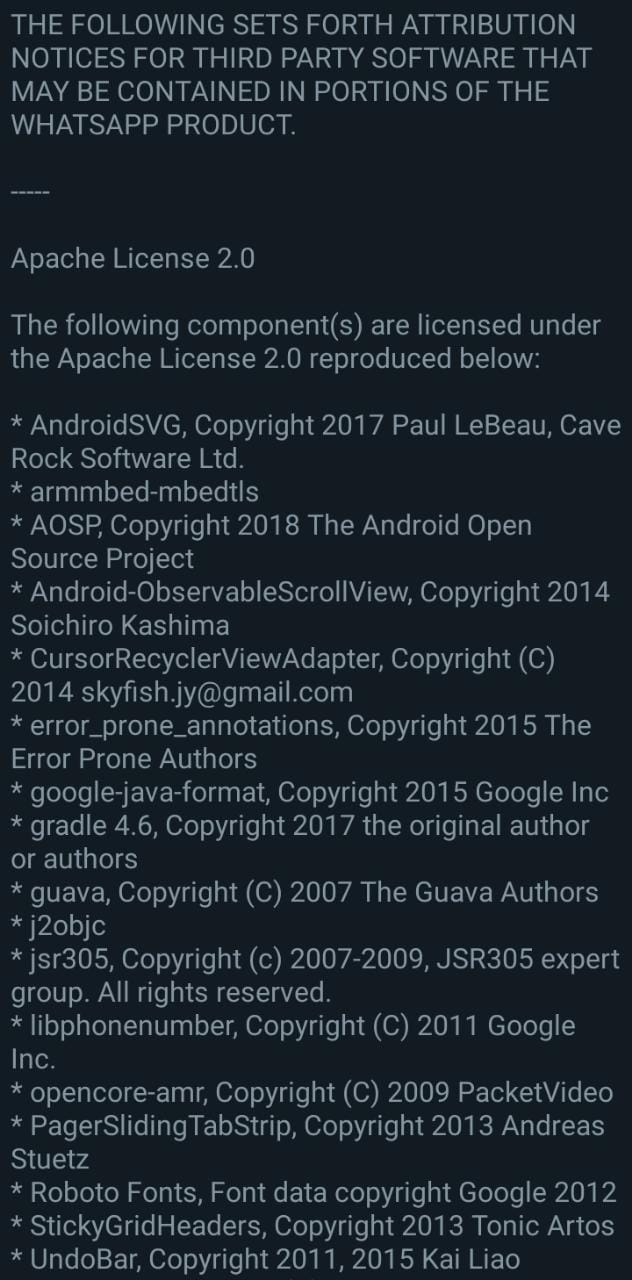 THE FOLLOWING SETS FORTH ATTRIBUTION
NOTICES FOR THIRD PARTY SOFTWARE THAT
MAY BE CONTAINED IN PORTIONS OF THE
WHATSAPP PRODUCT.
-----
Apache License 2.0
The following component(s) are licensed under
the Apache License 2.0 reproduced below:
* AndroidSVG, Copyright 2017 Paul LeBeau, Cave
Rock Software Ltd.
* armmbed-mbedtls
* AOSP, Copyright 2018 The Android Open
Source Project
* Android-ObservableScrollView, Copyright 2014
Soichiro Kashima
* CursorRecyclerViewAdapter, Copyright (C)
2014 skyfish.jy@gmail.com
* error_prone_annotations, Copyright 2015 The
Error Prone Authors
* google-java-format, Copyright 2015 Google Inc
* gradle 4.6, Copyright 2017 the original author
or authors
* guava, Copyright (C) 2007 The Guava Authors
* j2objc
* jsr305, Copyright (c) 2007-2009, JSR305 expert
group. All rights reserved.
* libphonenumber, Copyright (C) 2011 Google
Inc.
* opencore-amr, Copyright (C) 2009 PacketVideo
* PagerSlidingTabStrip, Copyright 2013 Andreas
Stuetz
* Roboto Fonts, Font data copyright Google 2012
* StickyGridHeaders, Copyright 2013 Tonic Artos
* UndoBar, Copyright 2011, 2015 Kai Liao